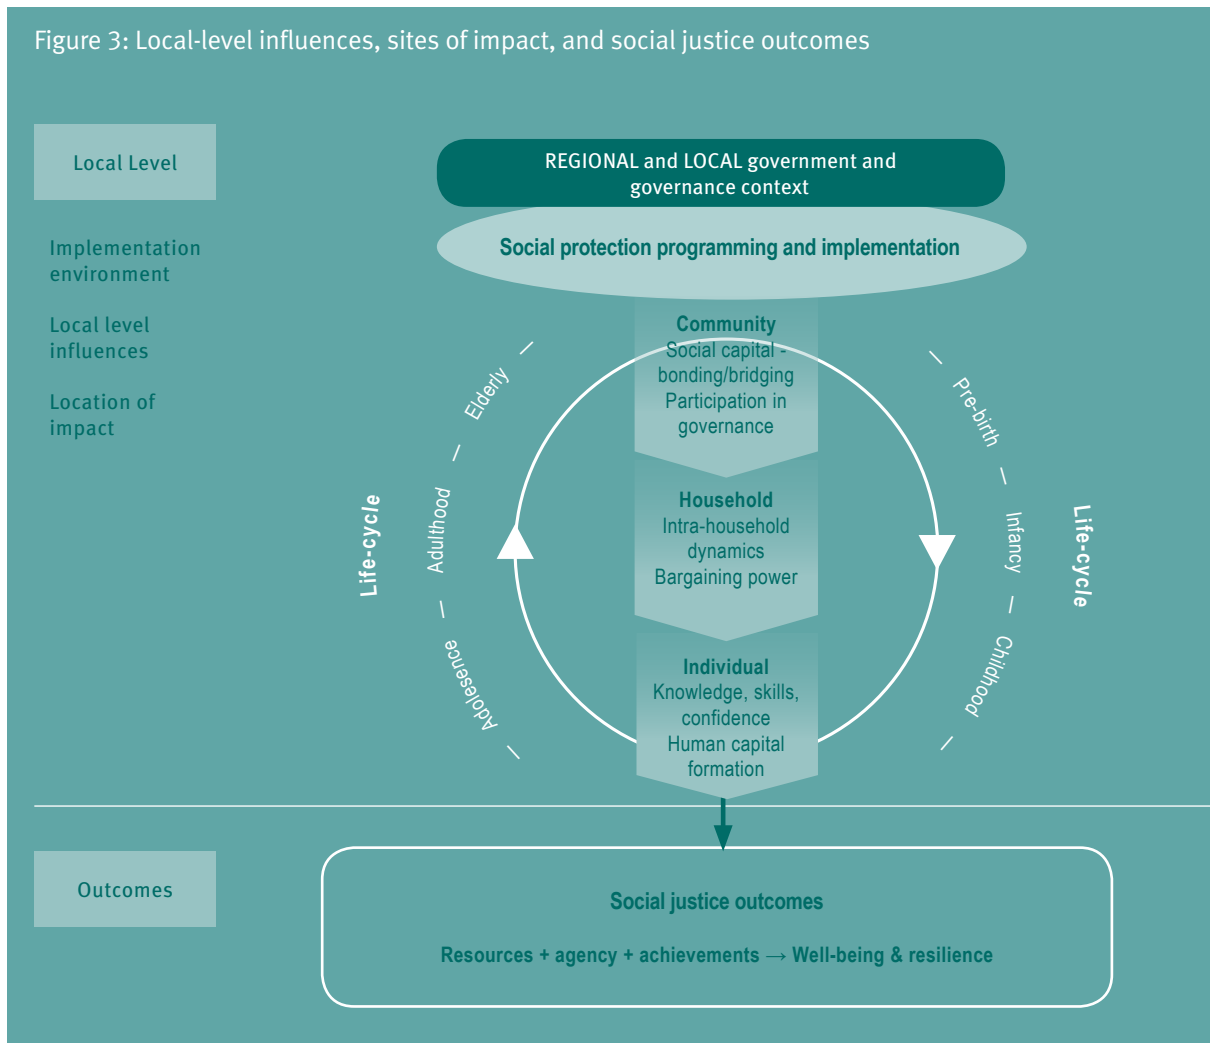 Figure 3: Local-level influences, sites of impact, and social justice outcomes
Local Level
Implementation
environment
Local level
influences
Location of
impact
REGIONAL and LOCAL government and
governance context
Social protection programming and implementation
Community
Social capital -
bonding/bridging
Participation in
governance
Household
Intra-household
dynamics
Bargaining power
Individual
Knowledge, skills,
confidence
Human capital
formation
Life-cycle
Adolesence — Adulthood — Elderly —
— Pre-birth — Infancy — Childhood —
Life-cycle
Outcomes
Social justice outcomes
Resources + agency + achievements → Well-being & resilience